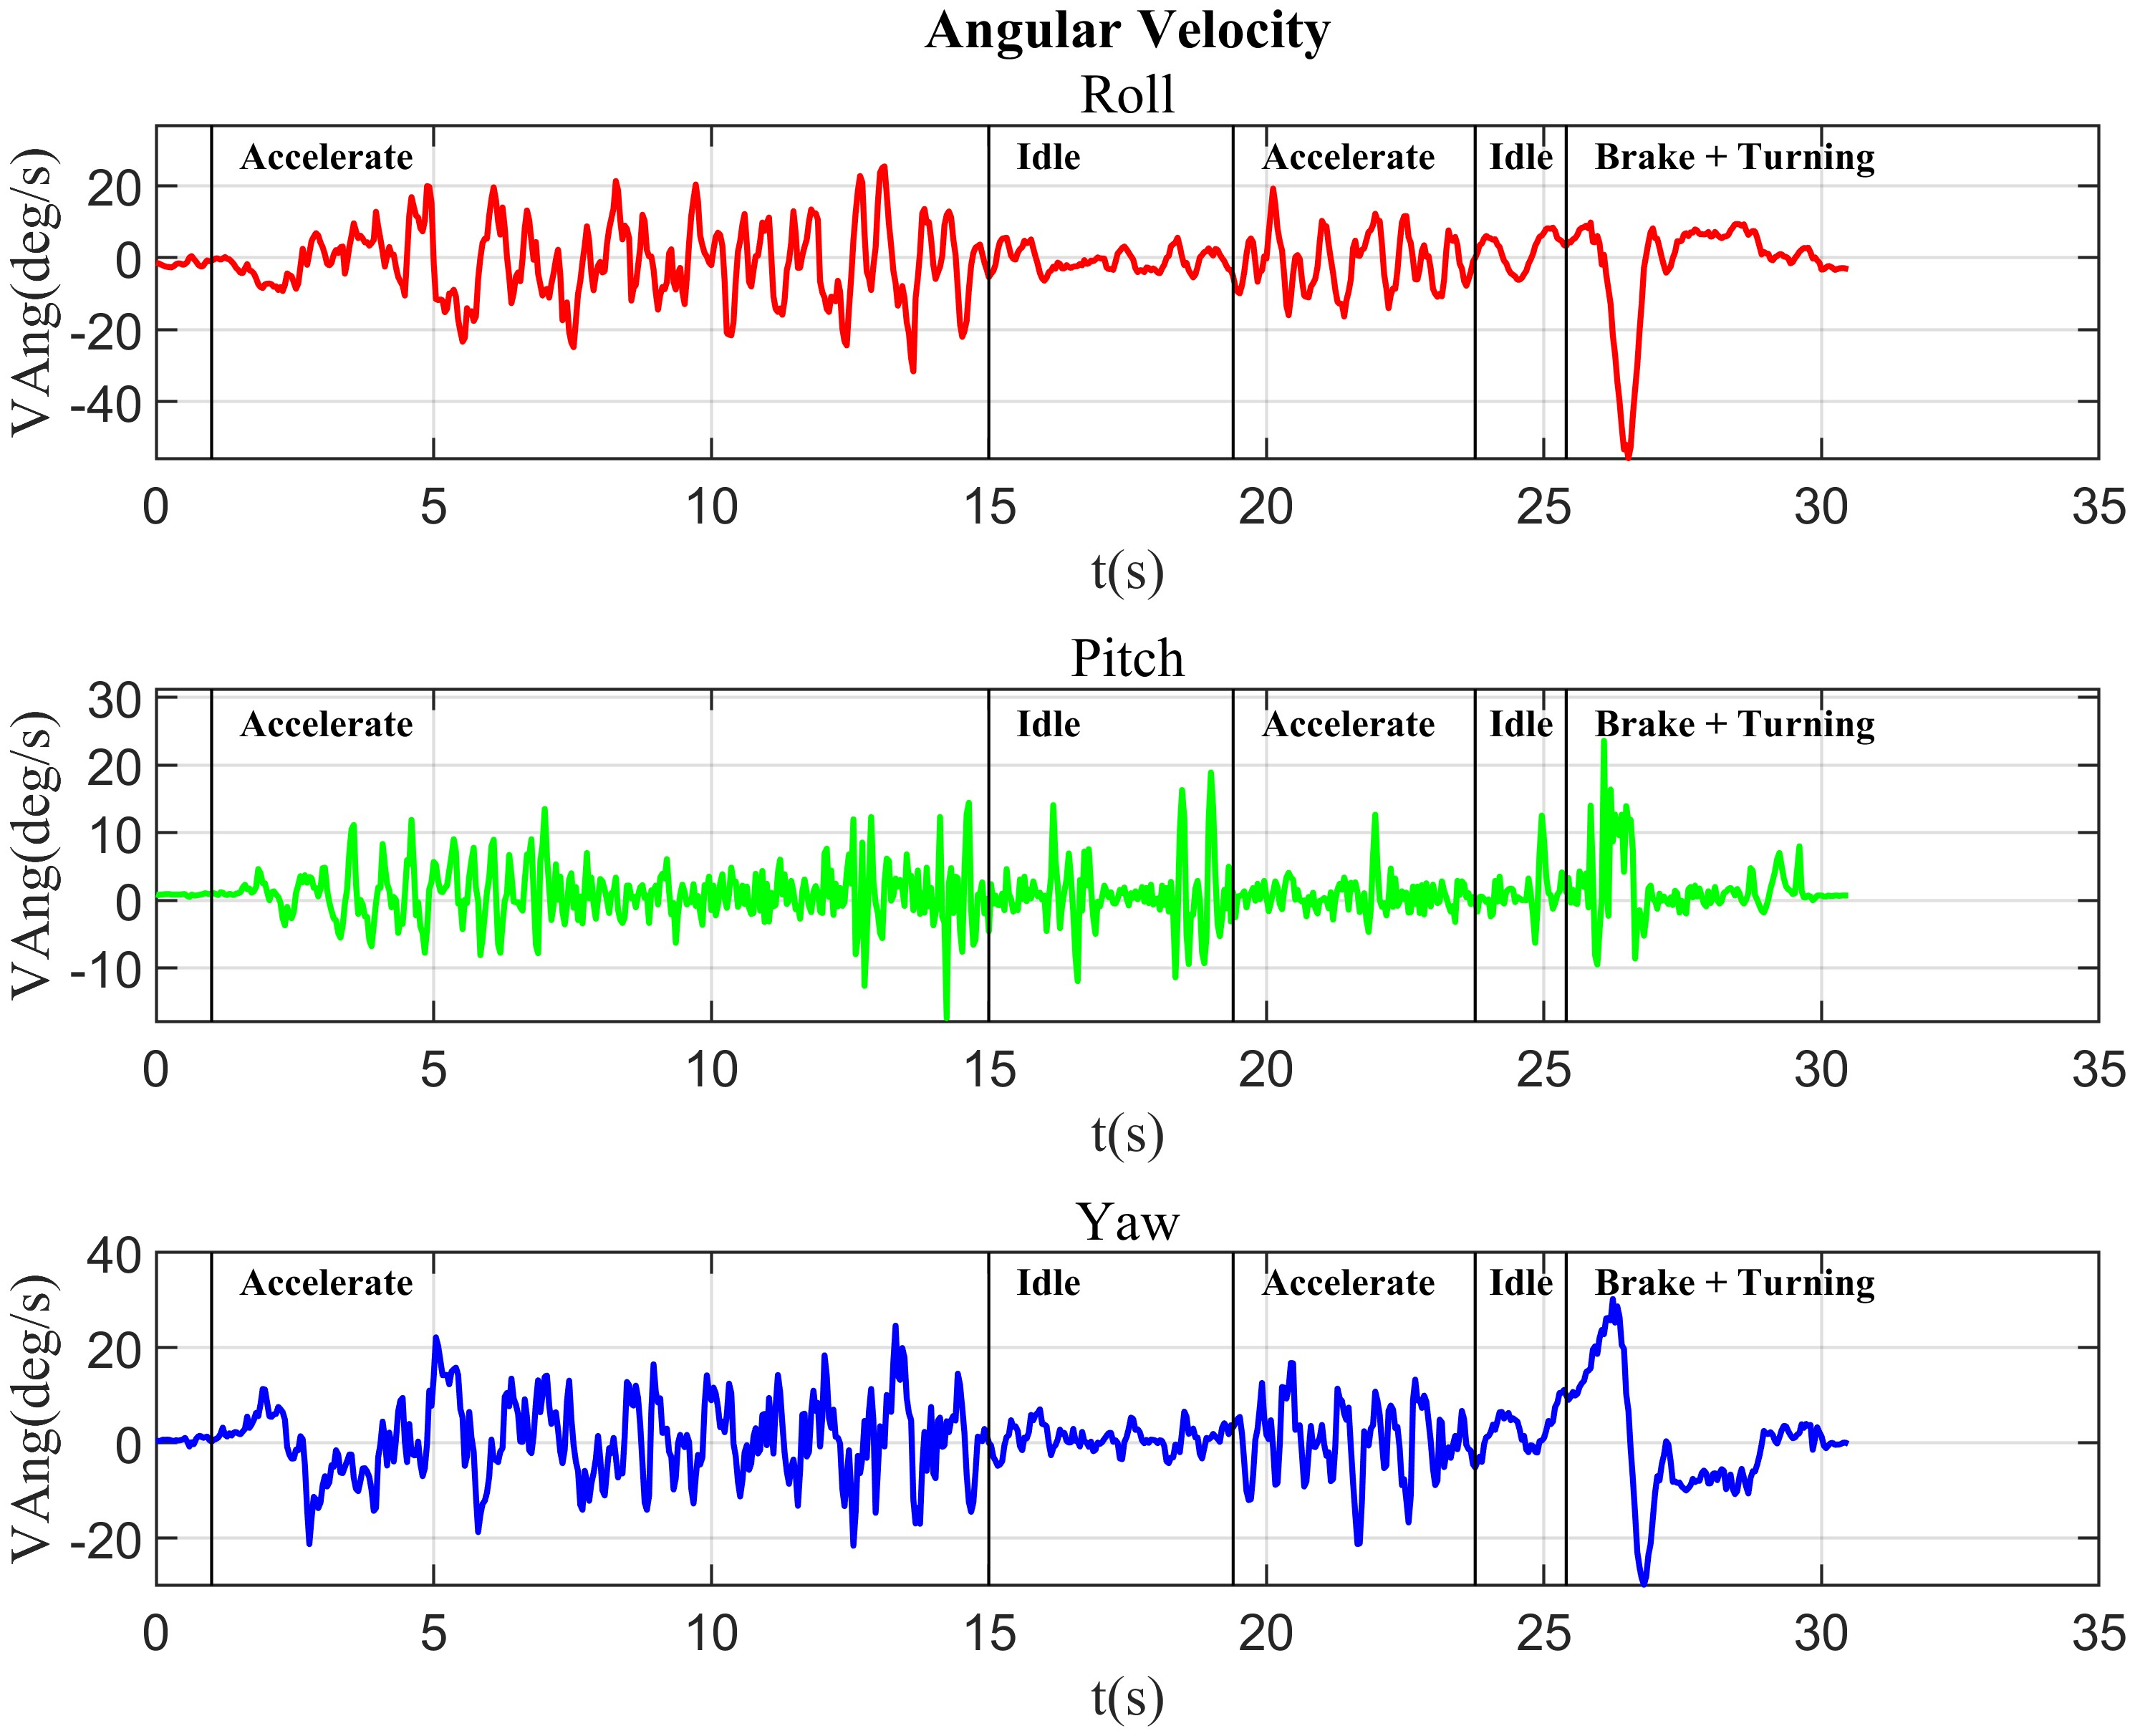 Angular Velocity
Roll
VAng(deg/s)
20
0
-20
-40
Accelerate Idle Accelerate Idle Brake + Turning
0 5 10 15 20 25 30 35
t(s)
Pitch
VAng(deg/s)
30
20
10
0
-10
Accelerate Idle Accelerate Idle Brake + Turning
0 5 10 15 20 25 30 35
t(s)
Yaw
VAng(deg/s)
40
20
0
-20
Accelerate Idle Accelerate Idle Brake + Turning
0 5 10 15 20 25 30 35
t(s)